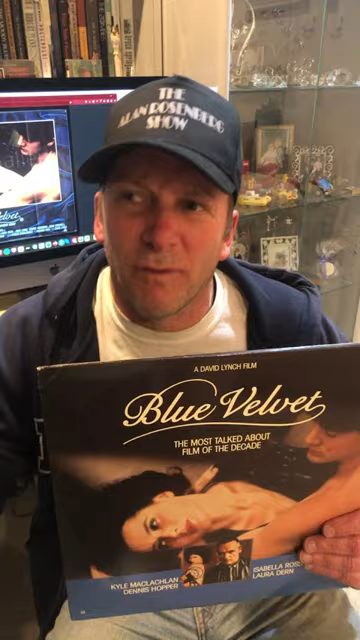 THE
ALAN ROSENBERG
SHOW
A DAVID LYNCH FILM
Blue Velvet
THE MOST TALKED ABOUT
FILM OF THE DECADE
KYLE MACLACHLAN
DENNIS HOPPER
LAURA DERN
ISABELLA